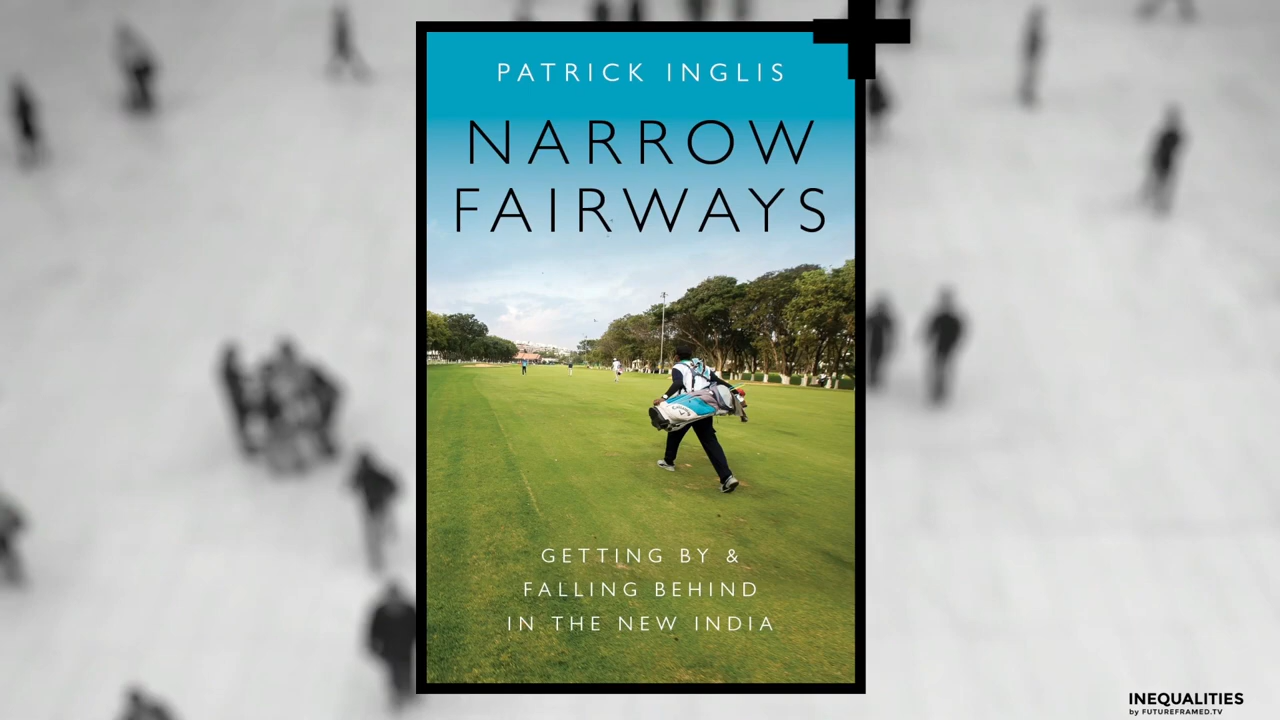 PATRICK INGLIS
NARROW
FAIRWAYS
GETTING BY &
FALLING BEHIND
IN THE NEW INDIA
INEQUALITIES
by FUTUREFRAMED.TV